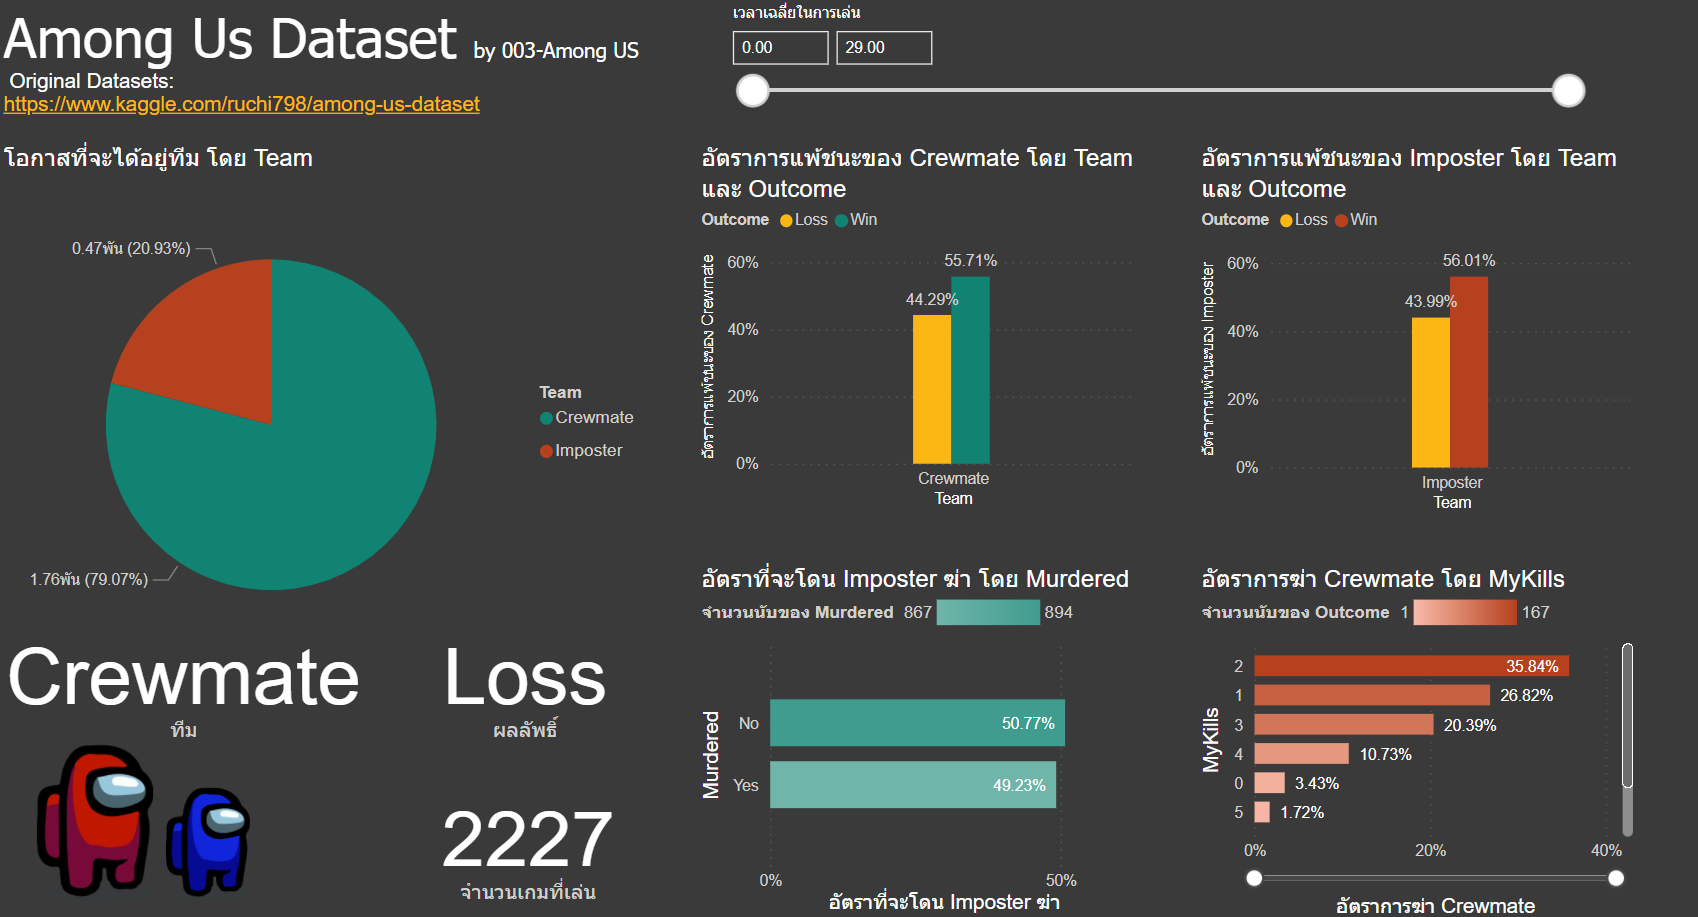 Among Us Dataset by 003-Among US
Original Datasets:
https://www.kaggle.com/ruchi798/among-us-dataset
เวลาเฉลี่ยในการเล่น
0.00 29.00
โอกาสที่จะได้อยู่ทีม โดย Team
0.47พัน (20.93%)
1.76พัน (79.07%)
Team
Crewmate
Imposter
อัตราการแพ้ชนะของ Crewmate โดย Team
และ Outcome
Outcome Loss Win
อัตราการแพ้ชนะของ Crewmate
60%
40%
20%
0%
44.29%
55.71%
Crewmate
Team
อัตราการแพ้ชนะของ Imposter โดย Team
และ Outcome
Outcome Loss Win
อัตราการแพ้ชนะของ Imposter
60%
40%
20%
0%
43.99%
56.01%
Imposter
Team
Crewmate
ทีม
Loss
ผลลัพธิ์
2227
จำนวนเกมที่เล่น
อัตราที่จะโดน Imposter ฆ่า โดย Murdered
จำนวนนับของ Murdered 867 894
Murdered
No 50.77%
Yes 49.23%
0% 50%
อัตราที่จะโดน Imposter ฆ่า
อัตราการฆ่า Crewmate โดย MyKills
จำนวนนับของ Outcome 1 167
MyKills
2 35.84%
1 26.82%
3 20.39%
4 10.73%
0 3.43%
5 1.72%
0% 20% 40%
อัตราการฆ่า Crewmate